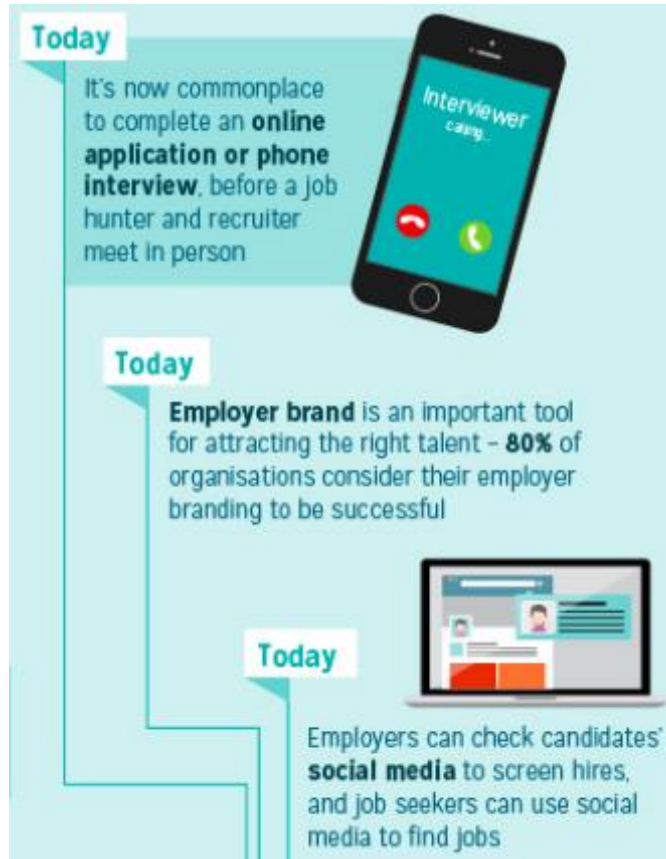 Today
It's now commonplace
to complete an online
application or phone
interview, before a job
hunter and recruiter
meet in person
Interviewer
calling...
Today
Employer brand is an important tool
for attracting the right talent – 80% of
organisations consider their employer
branding to be successful
Today
Employers can check candidates'
social media to screen hires,
and job seekers can use social
media to find jobs